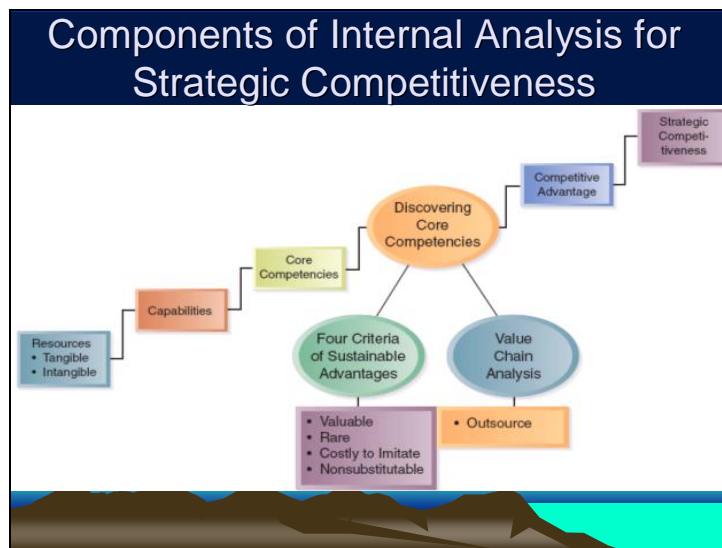 Components of Internal Analysis for
Strategic Competitiveness
Strategic
Competi-
tiveness
Competitive
Advantage
Discovering
Core
Competencies
Core
Competencies
Capabilities
Resources
• Tangible
• Intangible
Four Criteria
of Sustainable
Advantages
Value
Chain
Analysis
• Valuable
• Rare
• Costly to Imitate
• Nonsubstitutable
• Outsource